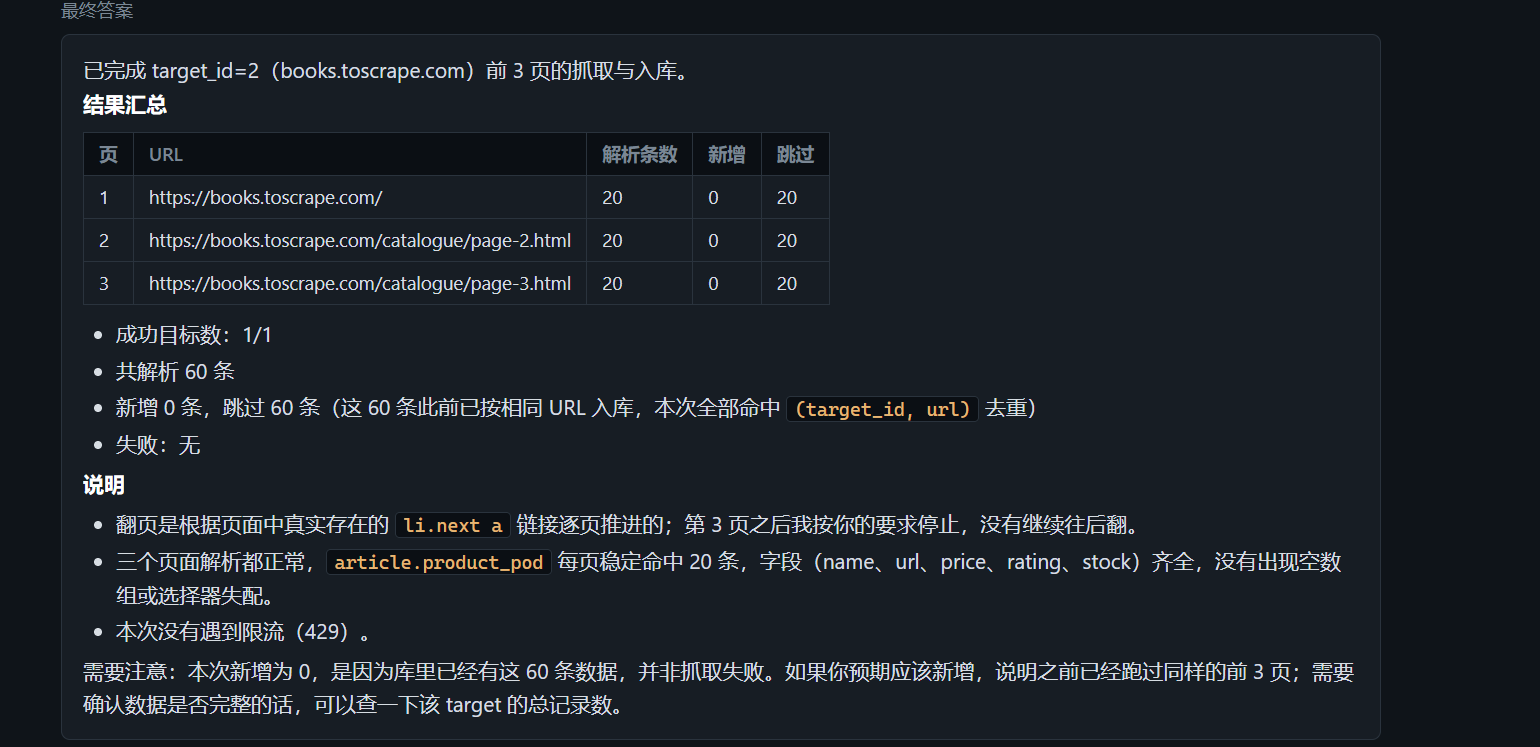 最终答案
已完成 target_id=2（books.toscrape.com）前 3 页的抓取与入库。
结果汇总
页 URL 解析条数 新增 跳过
1 https://books.toscrape.com/ 20 0 20
2 https://books.toscrape.com/catalogue/page-2.html 20 0 20
3 https://books.toscrape.com/catalogue/page-3.html 20 0 20
• 成功目标数：1/1
• 共解析 60 条
• 新增 0 条，跳过 60 条（这 60 条此前已按相同 URL 入库，本次全部命中 (target_id, url) 去重）
• 失败：无
说明
• 翻页是根据页面中真实存在的 li.next a 链接逐页推进的；第 3 页之后我按你的要求停止，没有继续往后翻。
• 三个页面解析都正常，article.product_pod 每页稳定命中 20 条，字段（name、url、price、rating、stock）齐全，没有出现空数
组或选择器失配。
• 本次没有遇到限流（429）。
需要注意：本次新增为 0，是因为库里已经有这 60 条数据，并非抓取失败。如果你预期应该新增，说明之前已经跑过同样的前 3 页；需要
确认数据是否完整的话，可以查一下该 target 的总记录数。